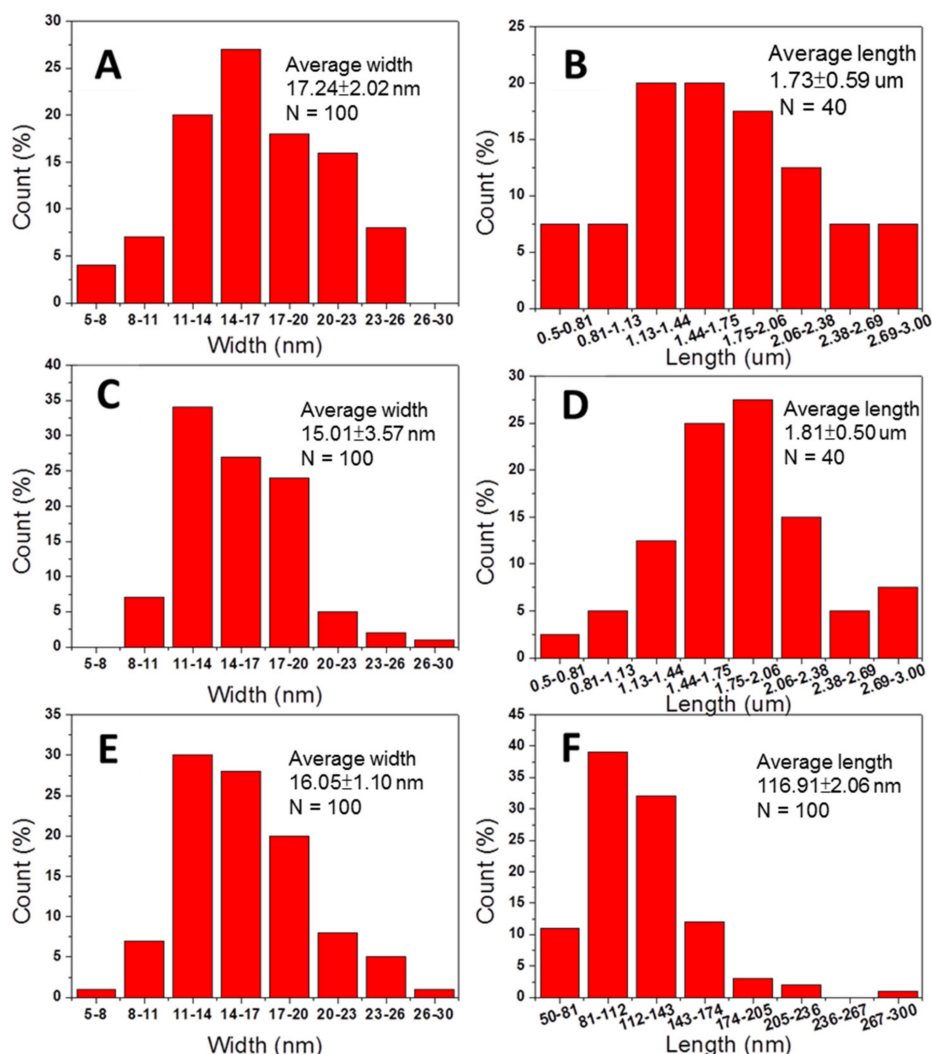 A
Average width
17.24±2.02 nm
N = 100
Count (%)
30
25
20
15
10
5
0
5-8 8-11 11-14 14-17 17-20 20-23 23-26 26-30
Width (nm)
B
Average length
1.73±0.59 um
N = 40
Count (%)
25
20
15
10
5
0
0.5-0.81 0.81-1.13 1.13-1.44 1.44-1.75 1.75-2.06 2.06-2.38 2.38-2.69 2.69-3.00
Length (um)
C
Average width
15.01±3.57 nm
N = 100
Count (%)
40
35
30
25
20
15
10
5
0
5-8 8-11 11-14 14-17 17-20 20-23 23-26 26-30
Width (nm)
D
Average length
1.81±0.50 um
N = 40
Count (%)
30
25
20
15
10
5
0
0.5-0.81 0.81-1.13 1.13-1.44 1.44-1.75 1.75-2.06 2.06-2.38 2.38-2.69 2.69-3.00
Length (um)
E
Average width
16.05±1.10 nm
N = 100
Count (%)
35
30
25
20
15
10
5
0
5-8 8-11 11-14 14-17 17-20 20-23 23-26 26-30
Width (nm)
F
Average length
116.91±2.06 nm
N = 100
Count (%)
45
40
35
30
25
20
15
10
5
0
50-81 81-112 112-143 143-174 174-205 205-236 236-267 267-300
Length (nm)